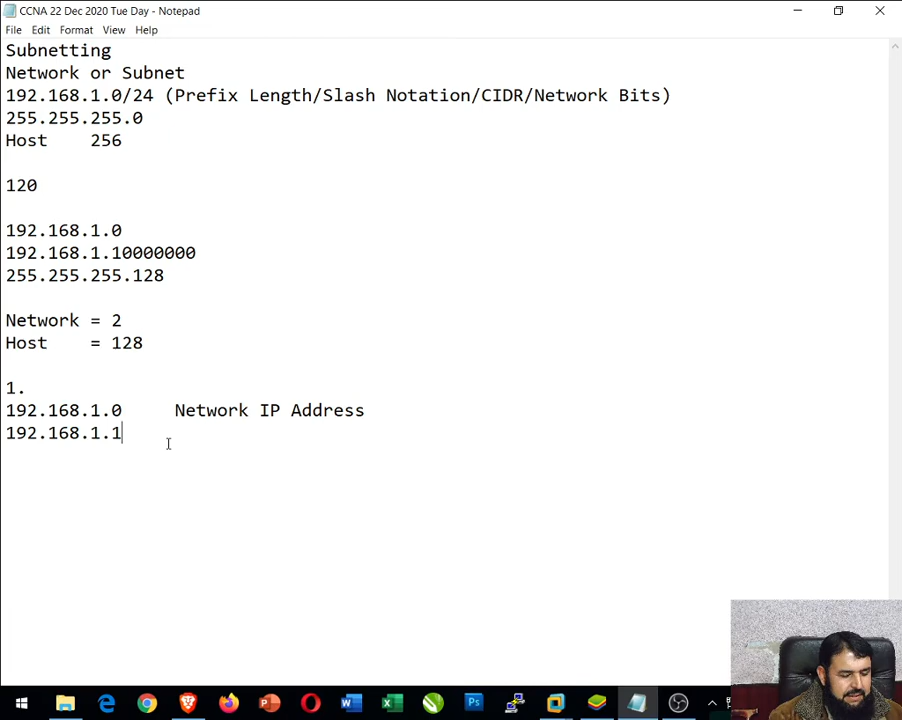 CCNA 22 Dec 2020 Tue Day - Notepad
File Edit Format View Help
Subnetting
Network or Subnet
192.168.1.0/24 (Prefix Length/Slash Notation/CIDR/Network Bits)
255.255.255.0
Host 256
120
192.168.1.0
192.168.1.10000000
255.255.255.128
Network = 2
Host = 128
1.
192.168.1.0 Network IP Address
192.168.1.1